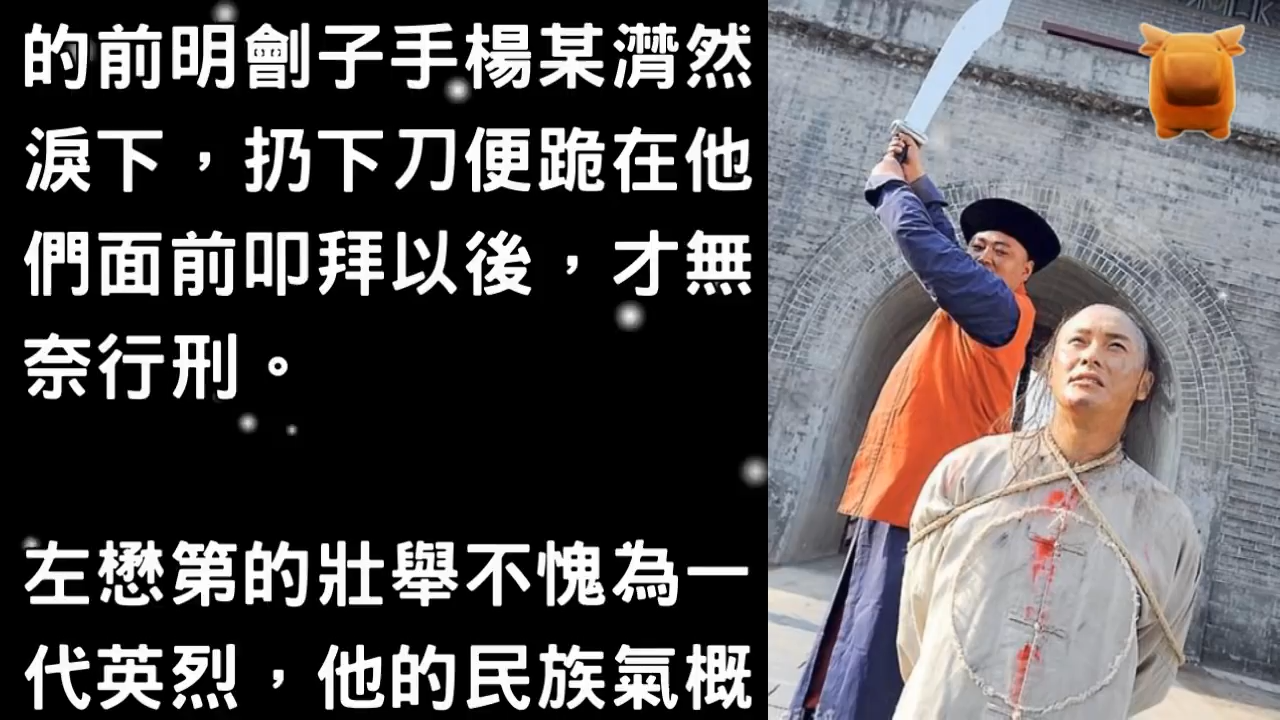 的前明劊子手楊某潸然
淚下，扔下刀便跪在他
們面前叩拜以後，才無
奈行刑。
左懋第的壯舉不愧為一
代英烈，他的民族氣概